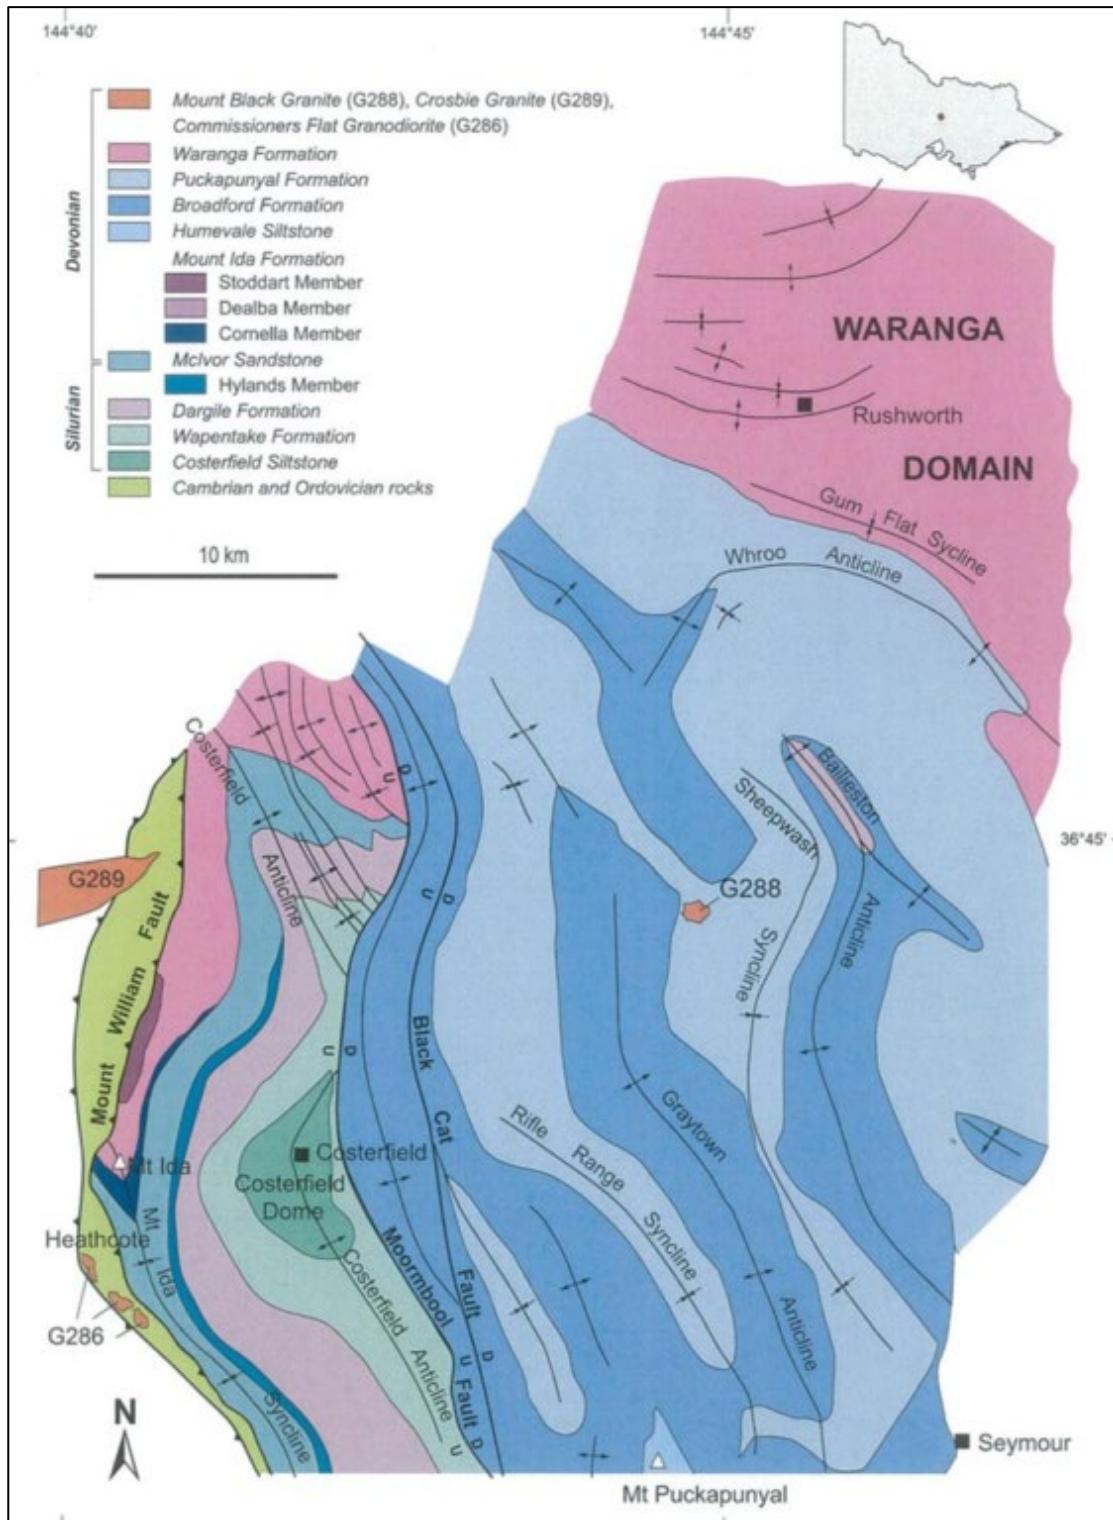 144°40'
144°45'
Devonian
Silurian
Mount Black Granite (G288), Crosbie Granite (G289),
Commissioners Flat Granodiorite (G286)
Waranga Formation
Puckapunyal Formation
Broadford Formation
Humevale Siltstone
Mount Ida Formation
Stoddart Member
Dealba Member
Cornella Member
McIvor Sandstone
Hylands Member
Dargile Formation
Wapentake Formation
Costerfield Siltstone
Cambrian and Ordovician rocks
10 km
WARANGA
Rushworth
DOMAIN
Gum Flat Sycline
Whroo Anticline
Costerfield Anticline
U D
Bailieston Anticline
Sheepwash Syncline
36°45'
G289
G288
U D
Mount William Fault
U D
Black Cat Fault
Rifle Range Syncline
Graytown Anticline
Costerfield
Costerfield
Dome
Mt Ida
Mt Ida Syncline
Heathcote
Moormbool Fault
Costerfield Anticline
G286
U D
U D
N
Seymour
Mt Puckapunyal